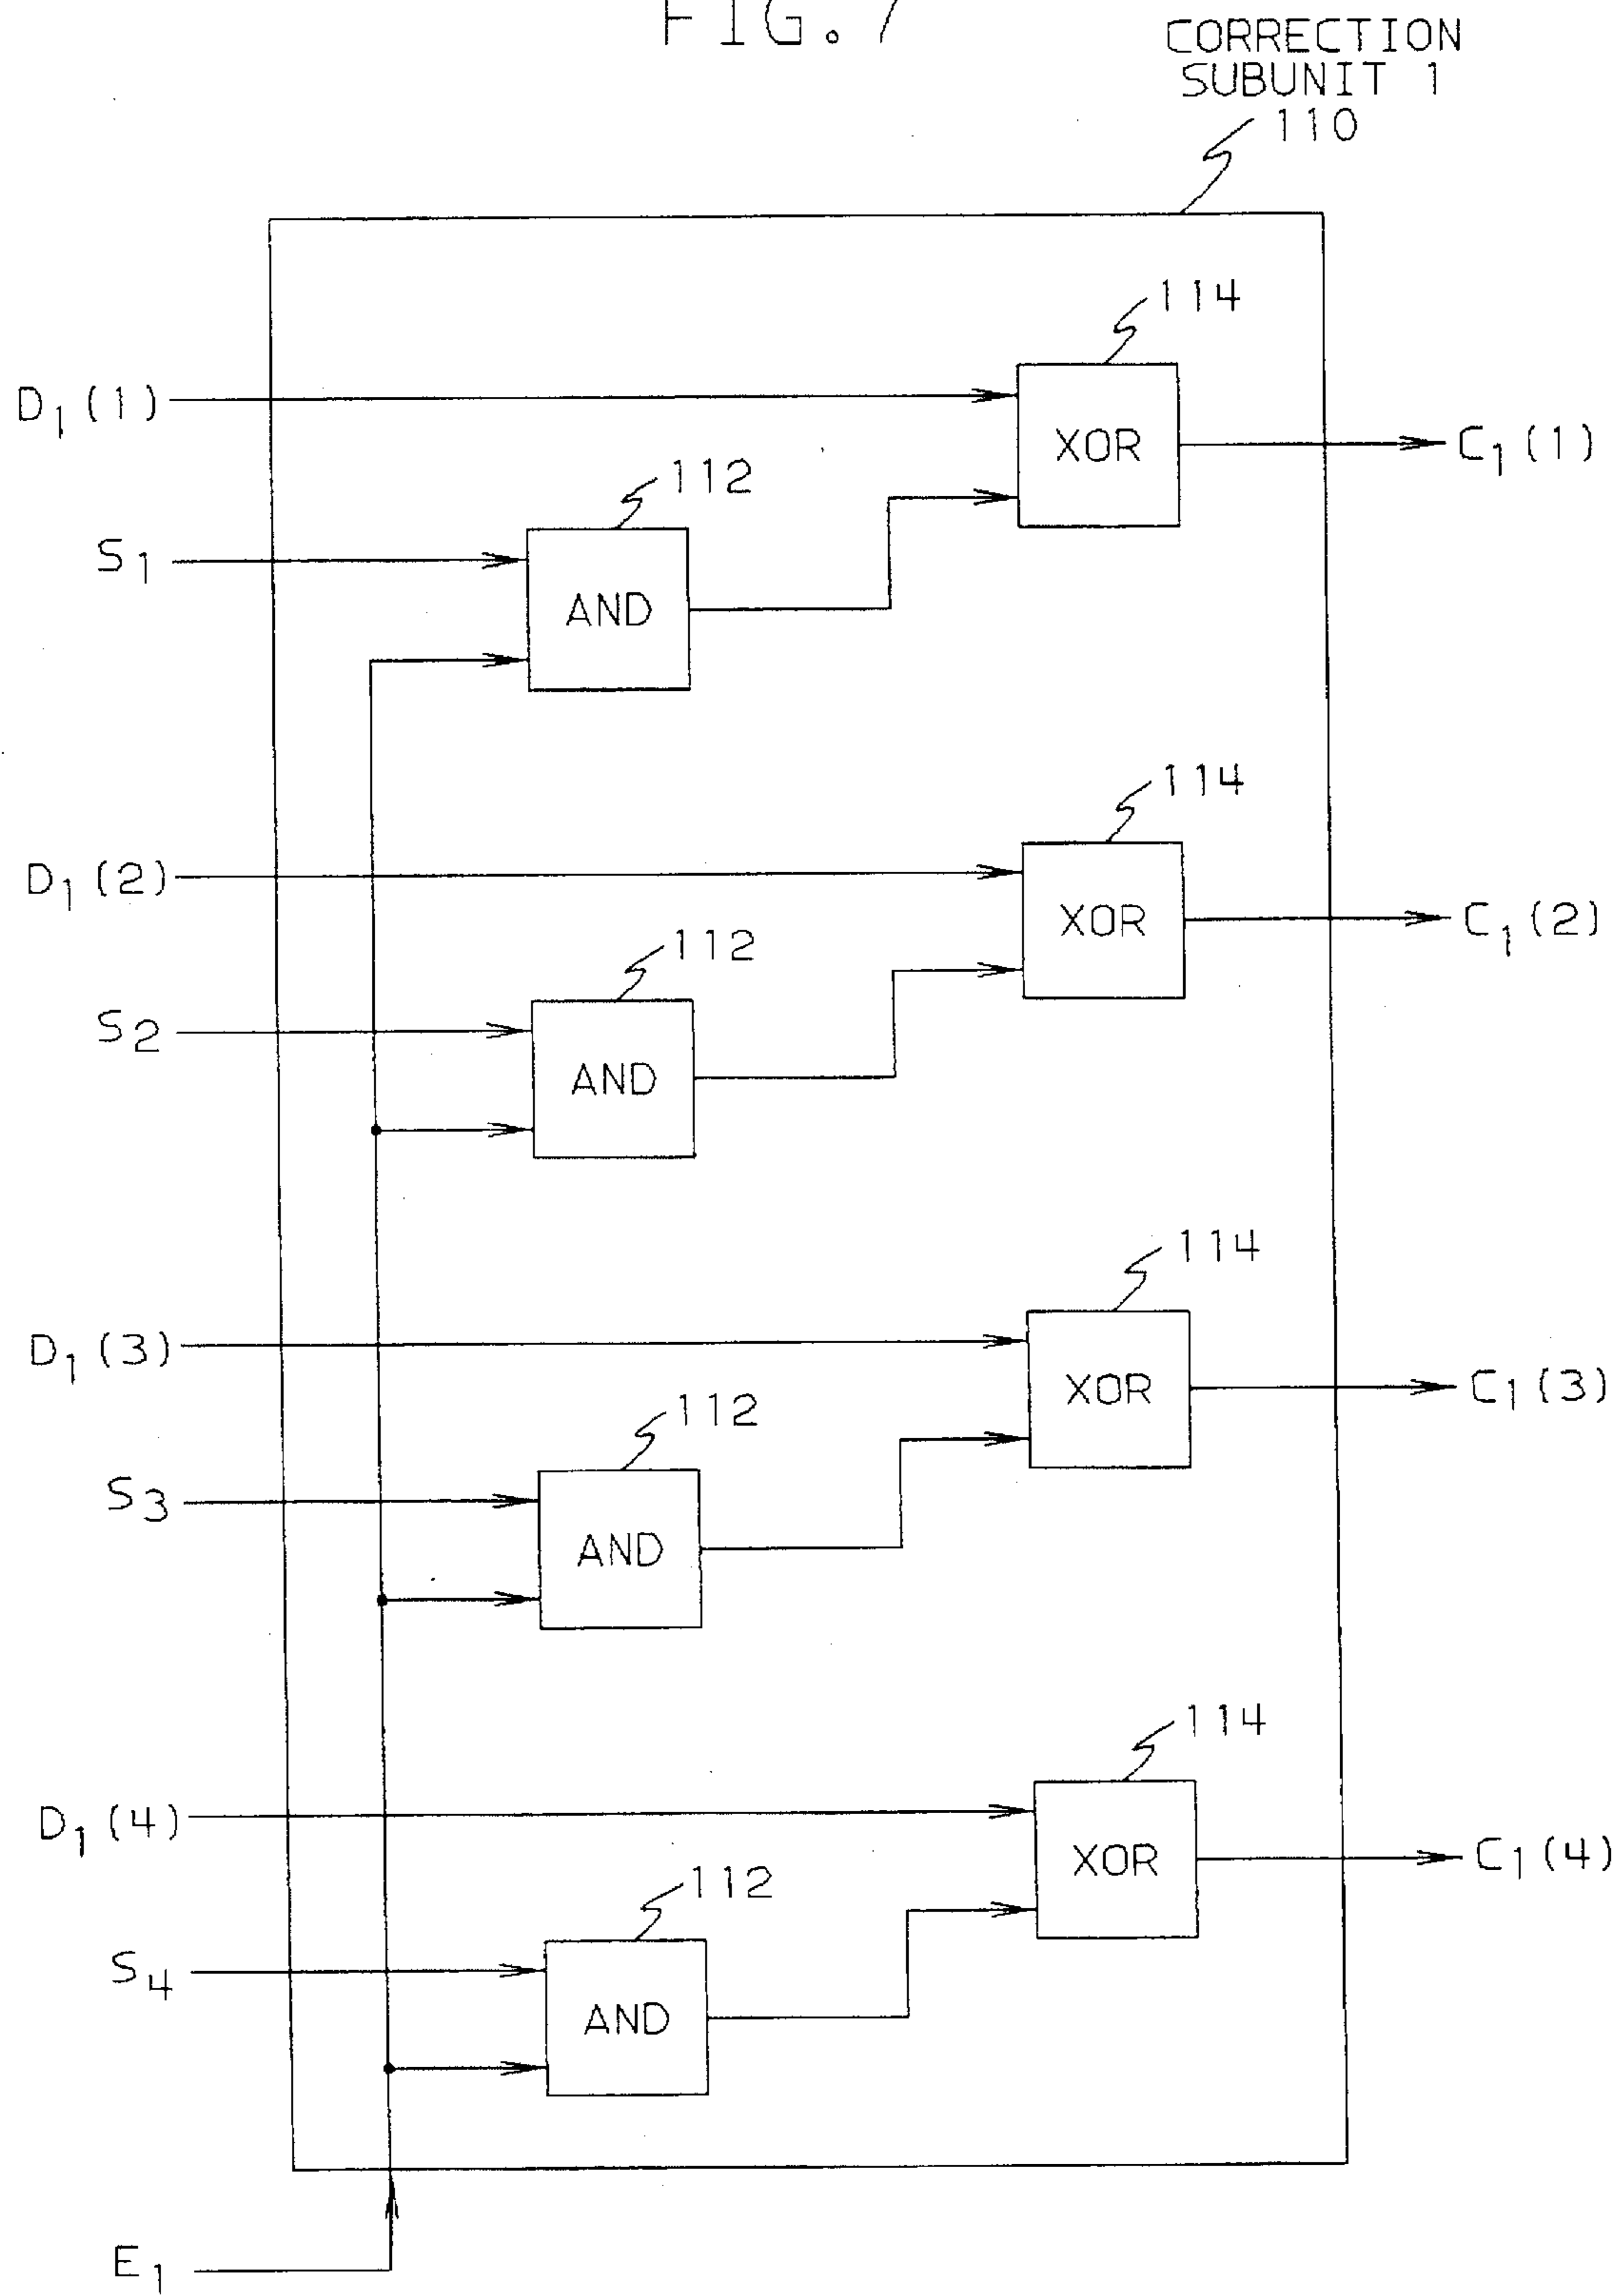 FIG. 7
CORRECTION
SUBUNIT 1
110
114
D₁(1)
XOR
C₁(1)
112
S₁
AND
114
D₁(2)
XOR
C₁(2)
112
S₂
AND
114
D₁(3)
XOR
C₁(3)
112
S₃
AND
114
D₁(4)
XOR
C₁(4)
112
S₄
AND
E₁